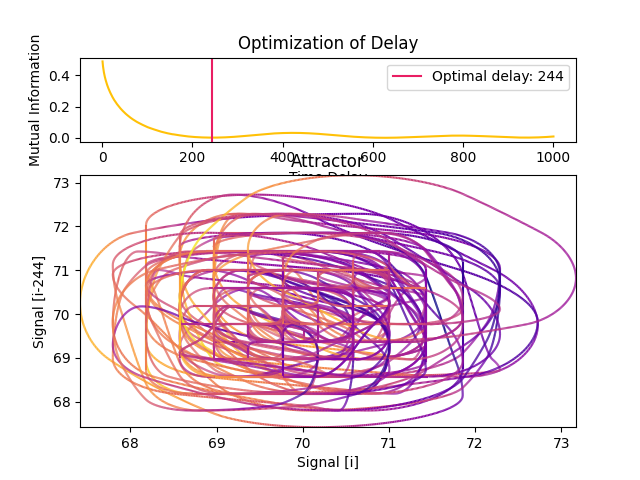 Optimization of Delay
Mutual Information
0.4
0.2
0.0
Optimal delay: 244
0 200 400 600 800 1000
Time Delay
Attractor
Signal [i-244]
73
72
71
70
69
68
68 69 70 71 72 73
Signal [i]